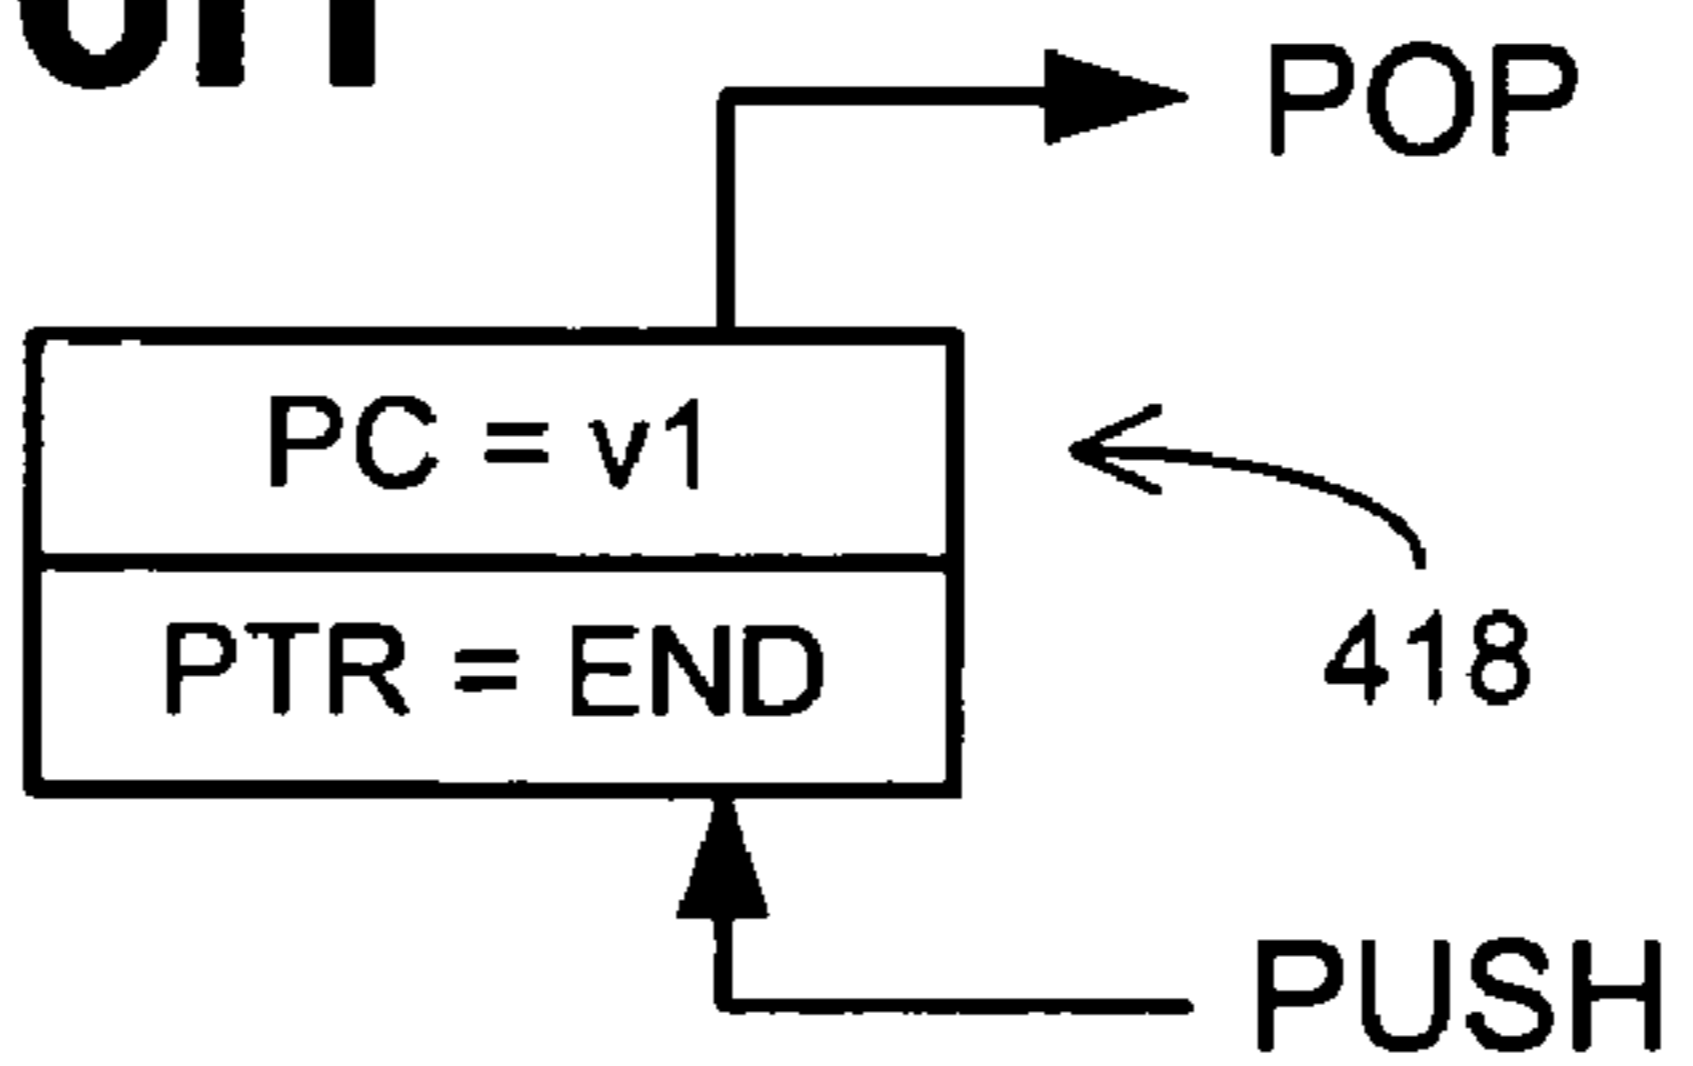 POP
PC = v1
PTR = END
418
PUSH